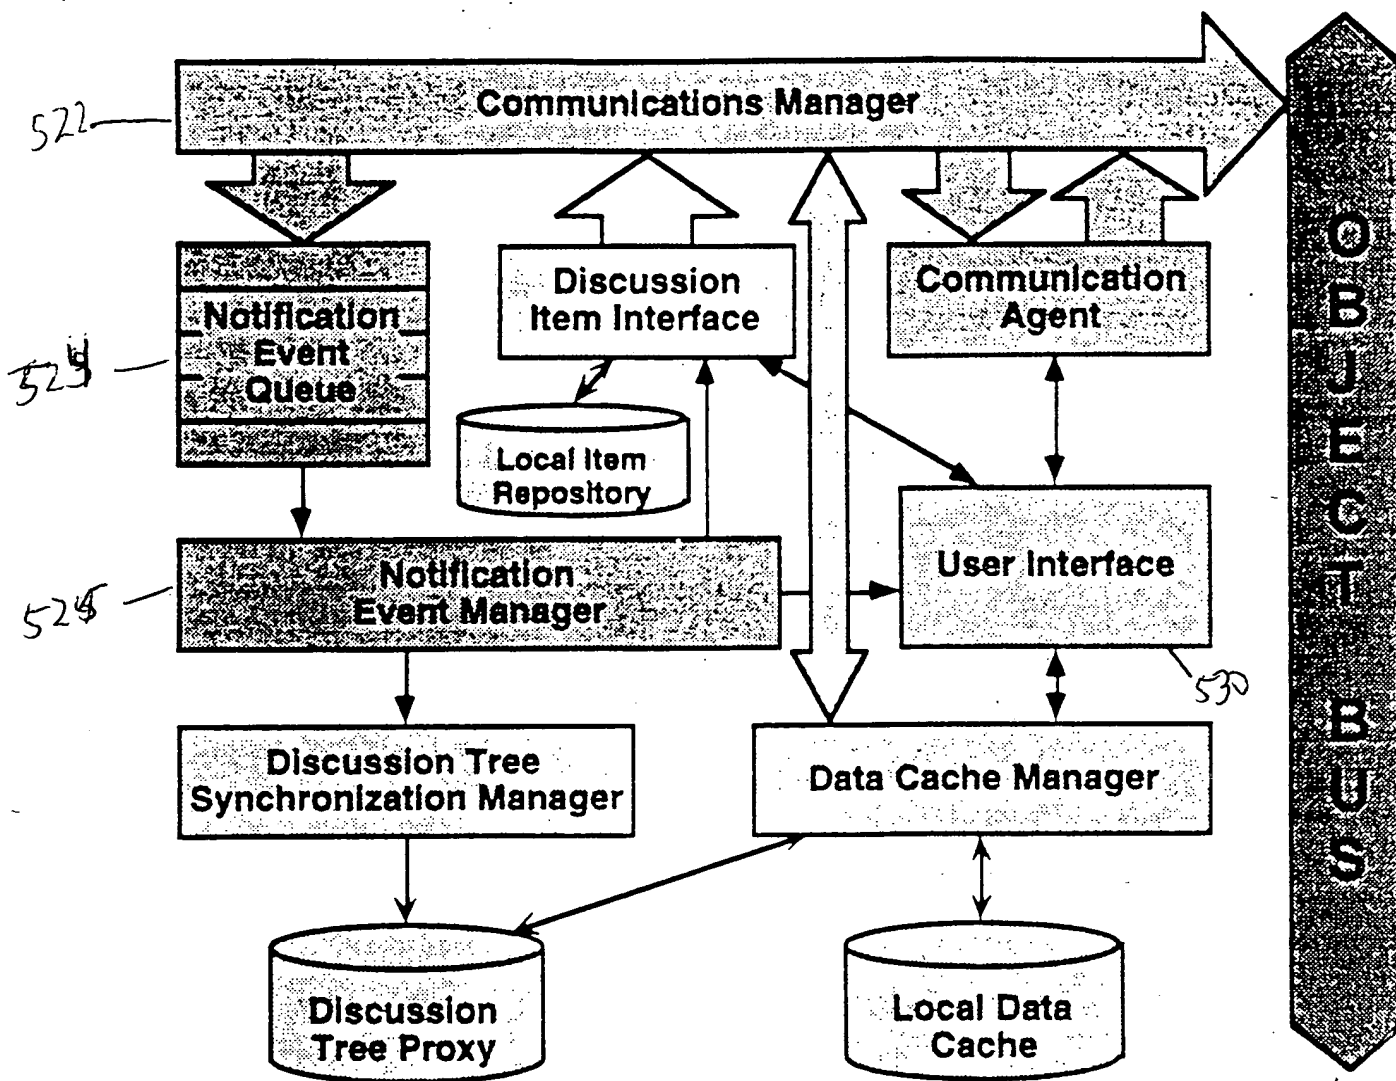 Communications Manager
522
Notification
Event
Queue
Discussion
Item Interface
Communication
Agent
Local Item
Repository
Notification
Event Manager
User Interface
530
Discussion Tree
Synchronization Manager
Data Cache Manager
Discussion
Tree Proxy
Local Data
Cache
OBJECT BUS